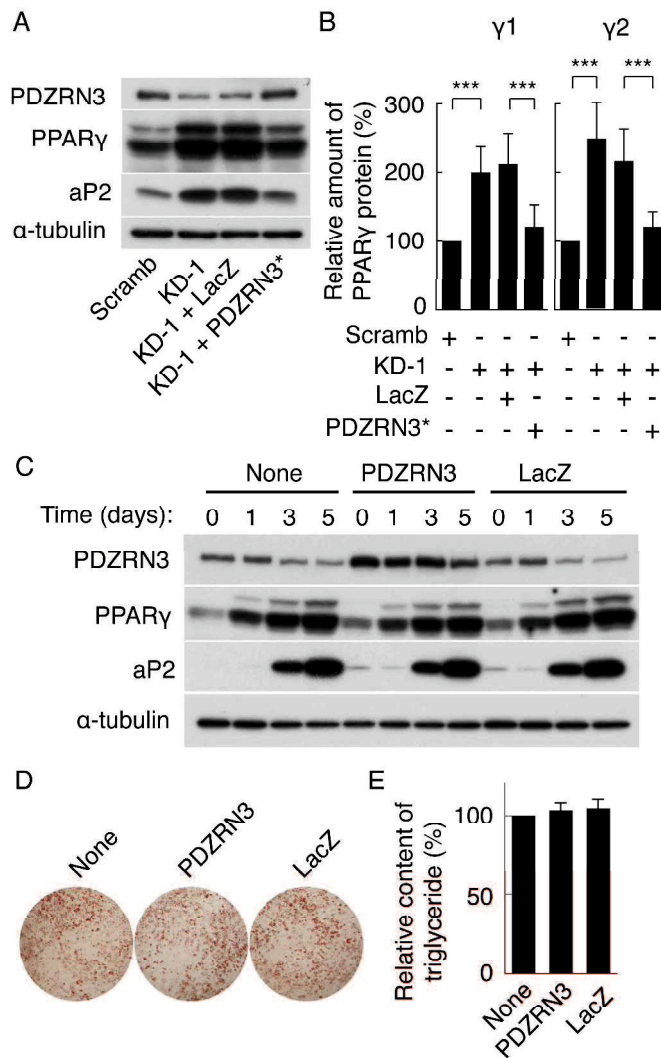 A
PDZRN3
PPARγ
aP2
α-tubulin
Scramb
KD-1
KD-1 + LacZ
KD-1 + PDZRN3*
B
γ1 γ2
*** *** *** ***
Relative amount of
PPARγ protein (%)
300
200
100
0
Scramb + - - - + - - -
KD-1 - + + + - + + +
LacZ - - + - - - + -
PDZRN3* - - - + - - - +
C
None PDZRN3 LacZ
Time (days): 0 1 3 5 0 1 3 5 0 1 3 5
PDZRN3
PPARγ
aP2
α-tubulin
D
None
PDZRN3
LacZ
E
Relative content of
triglyceride (%)
100
50
0
None
PDZRN3
LacZ